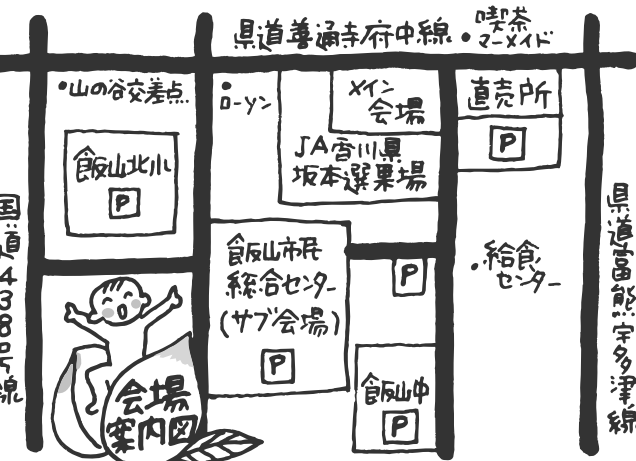 県道善通寺府中線
喫茶
マーメイド
山の谷交差点
ローソン
メイン
会場
直売所
P
飯山北小
P
JA香川県
坂本選果場
国道438号線
県道富熊宇多津線
飯山市民
総合センター
(サブ会場)
P
P
給食
センター
飯山中
P
会場
案内図